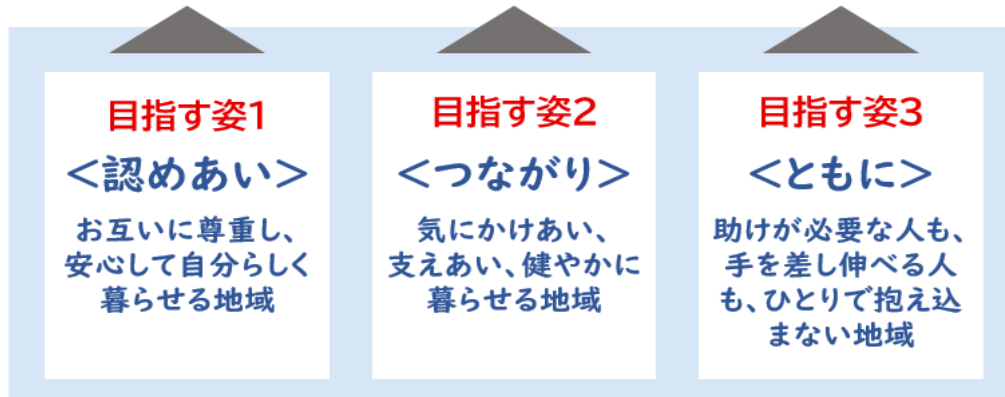 目指す姿1
<認めあい>
お互いに尊重し、
安心して自分らしく
暮らせる地域
目指す姿2
<つながり>
気にかけあい、
支えあい、健やかに
暮らせる地域
目指す姿3
<ともに>
助けが必要な人も、
手を差し伸べる人
も、ひとりで抱え込
まない地域